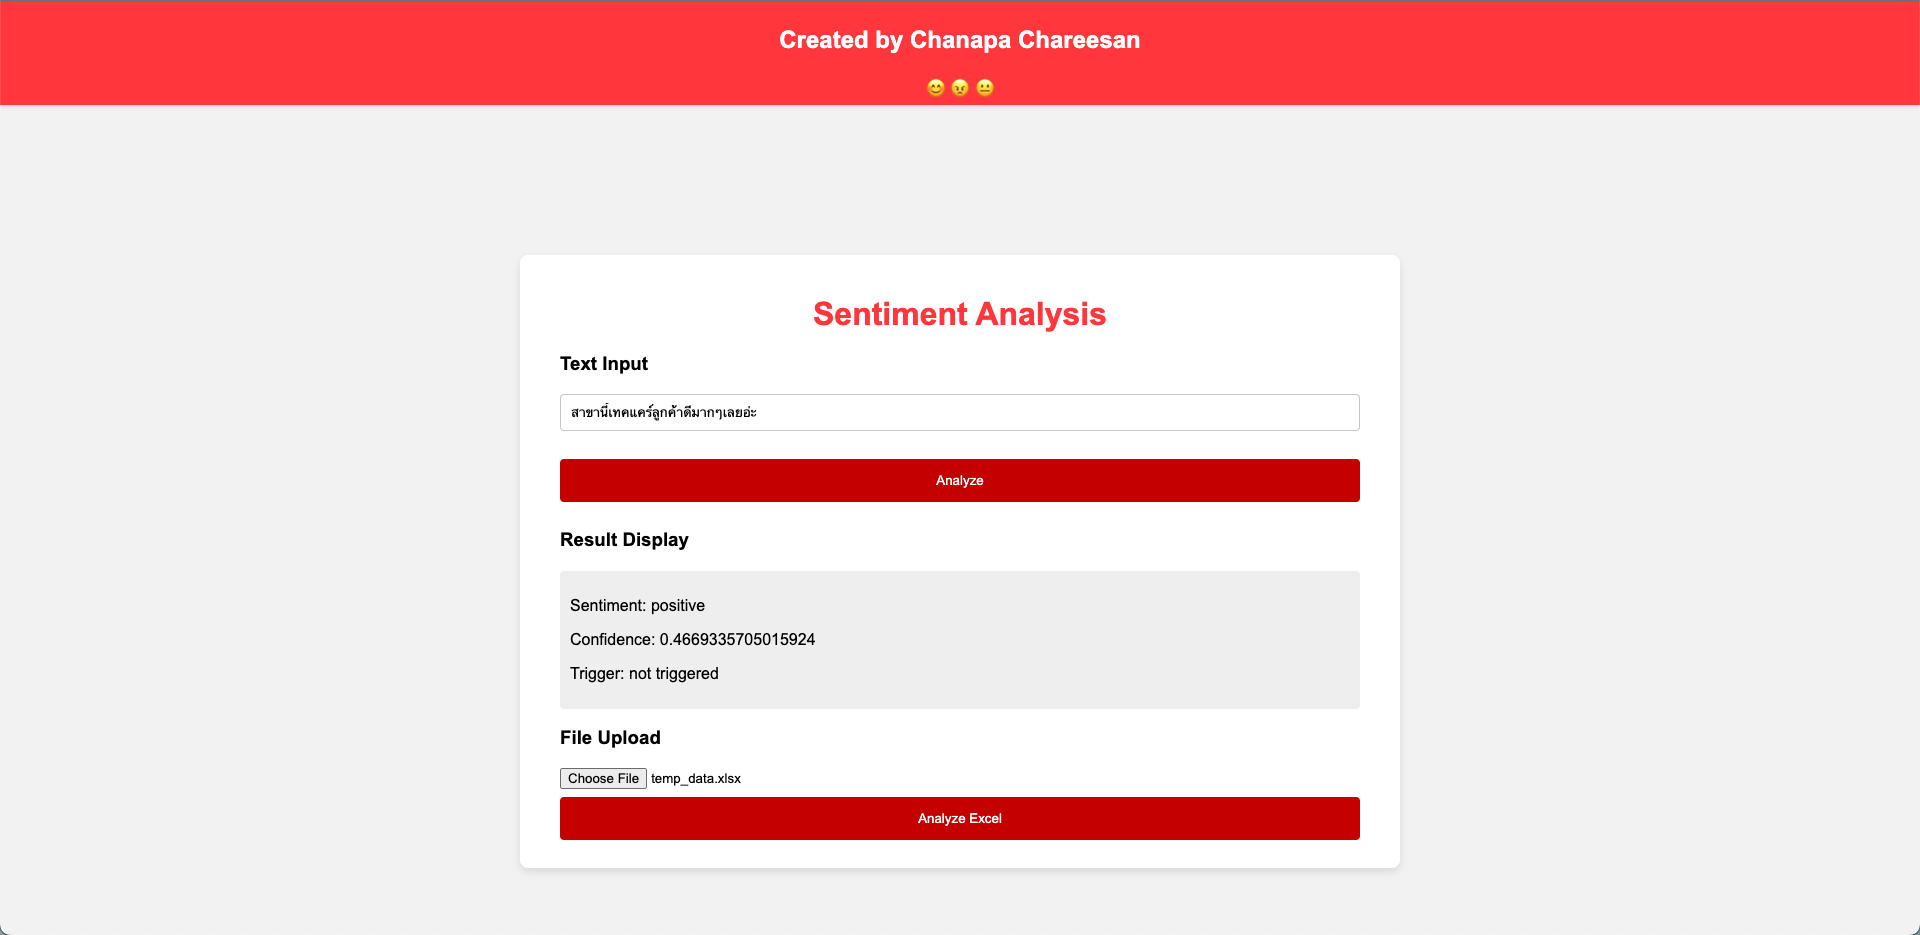 Created by Chanapa Chareesan
😊 😠 😐
Sentiment Analysis
Text Input
สาขานี้เทคแคร์ลูกค้าดีมากๆเลยอ่ะ
Analyze
Result Display
Sentiment: positive
Confidence: 0.4669335705015924
Trigger: not triggered
File Upload
Choose File temp_data.xlsx
Analyze Excel